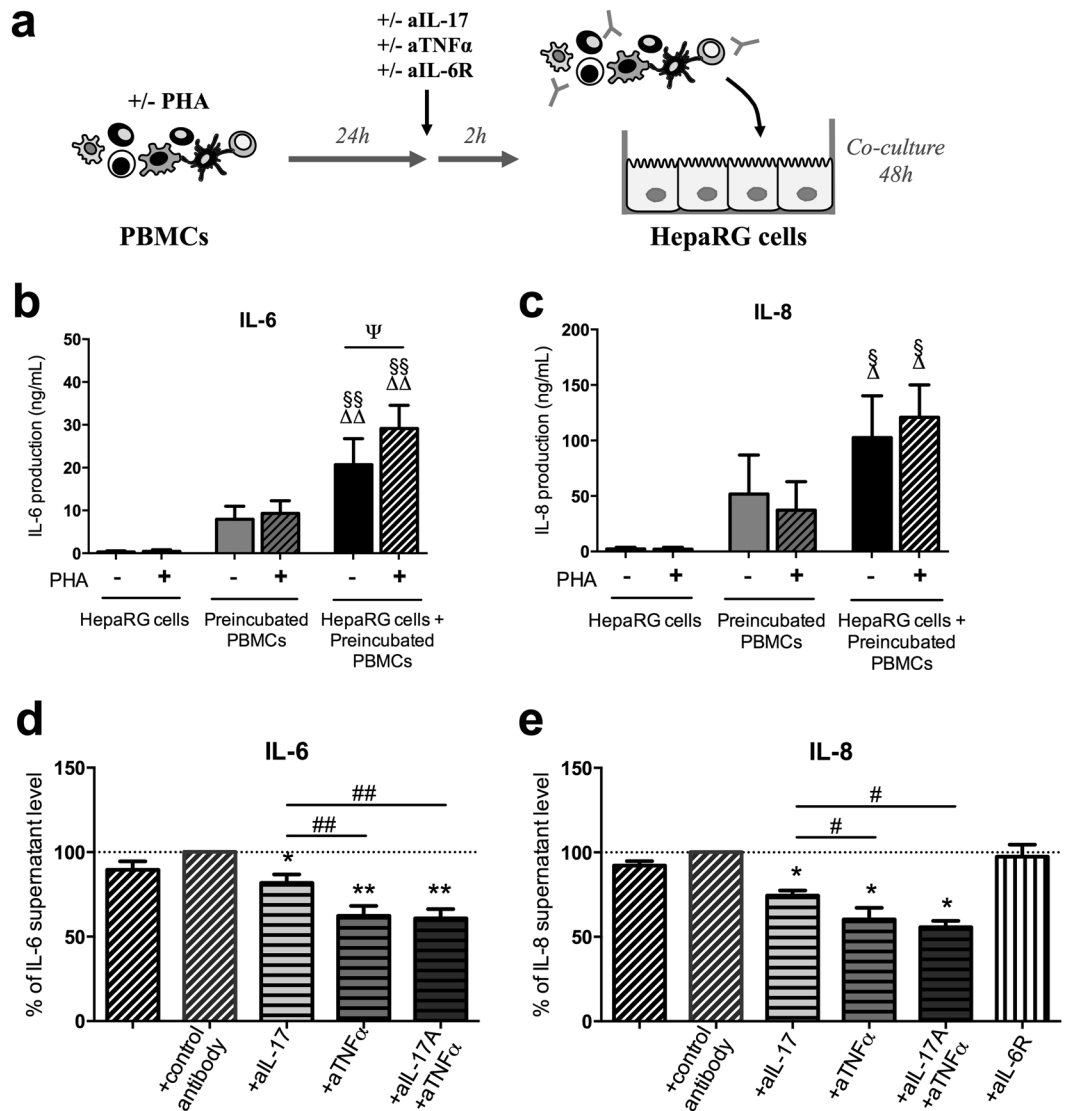 a
+/- aIL-17
+/- aTNFα
+/- aIL-6R
+/- PHA
24h
2h
Co-culture
48h
PBMCs
HepaRG cells
b
IL-6
IL-6 production (ng/mL)
50
40
30
20
10
0
Ψ
§§
ΔΔ
§§
ΔΔ
PHA - + - + - +
HepaRG cells
Preincubated
PBMCs
HepaRG cells +
Preincubated
PBMCs
c
IL-8
IL-8 production (ng/mL)
200
150
100
50
0
§
Δ
§
Δ
PHA - + - + - +
HepaRG cells
Preincubated
PBMCs
HepaRG cells +
Preincubated
PBMCs
d
IL-6
% of IL-6 supernatant level
150
100
50
0
##
##
*
**
**
+control
antibody
+aIL-17
+aTNFα
+aIL-17A
+aTNFα
e
IL-8
% of IL-8 supernatant level
150
100
50
0
#
#
*
*
*
+control
antibody
+aIL-17
+aTNFα
+aIL-17A
+aTNFα
+aIL-6R